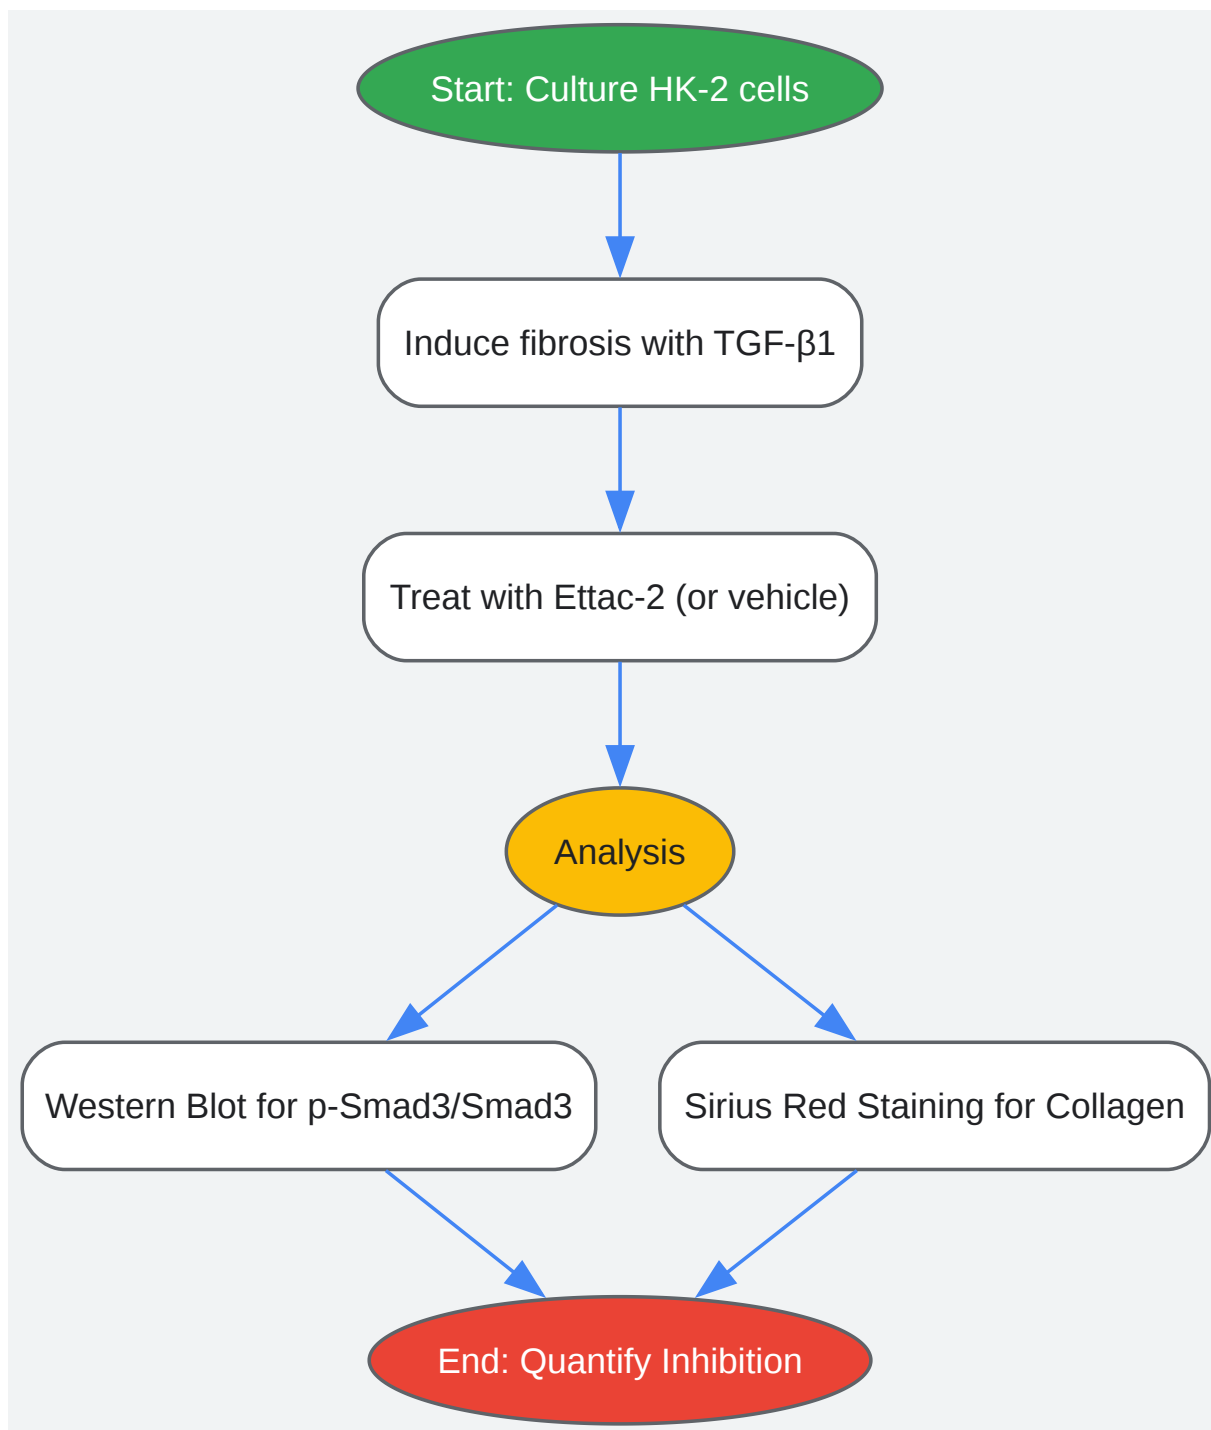 Start: Culture HK-2 cells
Induce fibrosis with TGF-β1
Treat with Ettac-2 (or vehicle)
Analysis
Western Blot for p-Smad3/Smad3
Sirius Red Staining for Collagen
End: Quantify Inhibition